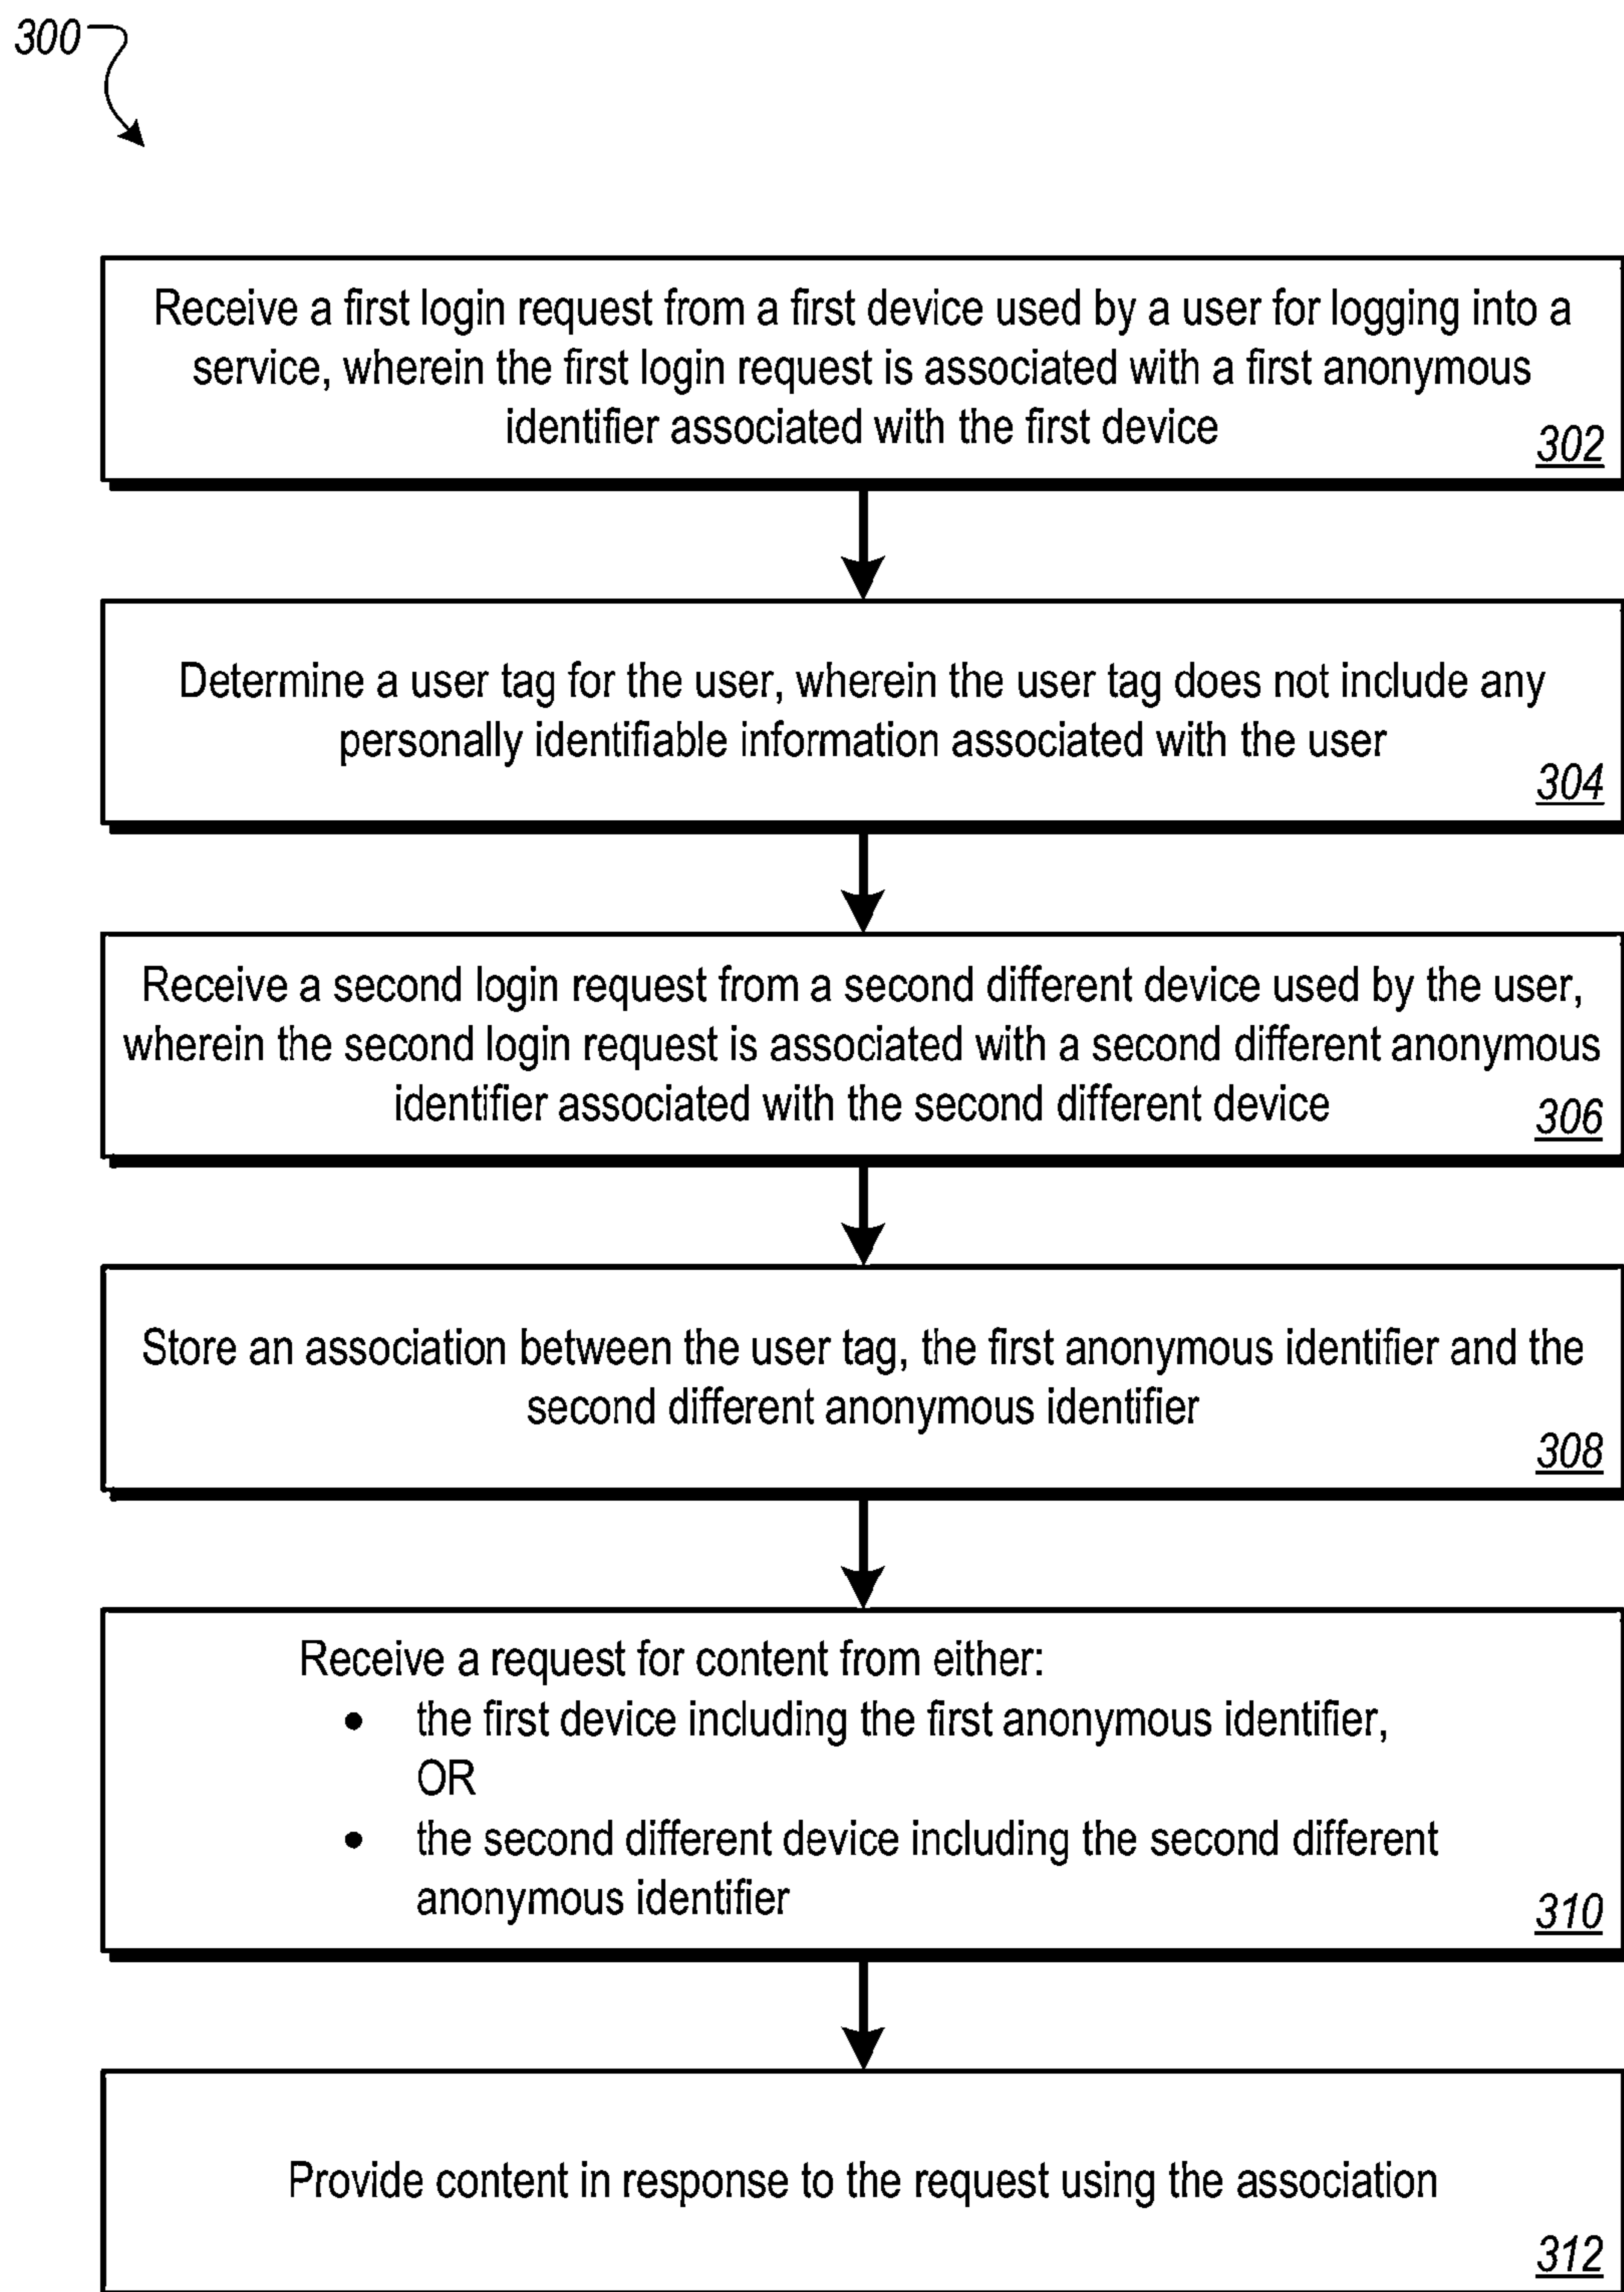 300
Receive a first login request from a first device used by a user for logging into a
service, wherein the first login request is associated with a first anonymous
identifier associated with the first device
302
Determine a user tag for the user, wherein the user tag does not include any
personally identifiable information associated with the user
304
Receive a second login request from a second different device used by the user,
wherein the second login request is associated with a second different anonymous
identifier associated with the second different device
306
Store an association between the user tag, the first anonymous identifier and the
second different anonymous identifier
308
Receive a request for content from either:
• the first device including the first anonymous identifier,
OR
• the second different device including the second different
anonymous identifier
310
Provide content in response to the request using the association
312